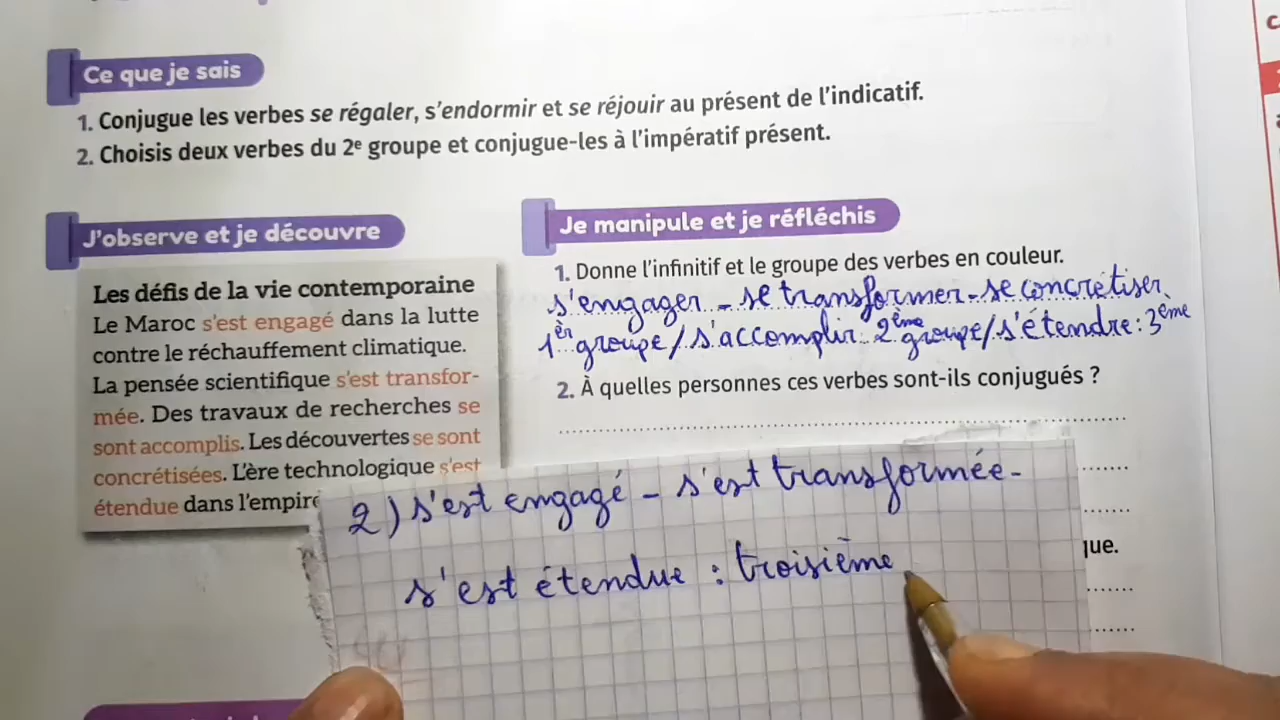 Ce que je sais
1. Conjugue les verbes se régaler, s'endormir et se réjouir au présent de l'indicatif.
2. Choisis deux verbes du 2e groupe et conjugue-les à l'impératif présent.
J'observe et je découvre
Les défis de la vie contemporaine
Le Maroc s'est engagé dans la lutte
contre le réchauffement climatique.
La pensée scientifique s'est transfor-
mée. Des travaux de recherches se
sont accomplis. Les découvertes se sont
concrétisées. L'ère technologique s'est
étendue dans l'empire
Je manipule et je réfléchis
1. Donne l'infinitif et le groupe des verbes en couleur.
s'engager - se transformer - se concrétiser
1er groupe / s'accomplir : 2ème groupe / s'étendre : 3ème
2. À quelles personnes ces verbes sont-ils conjugués ?
2) s'est engagé - s'est transformée -
s'est étendue : troisième
que.